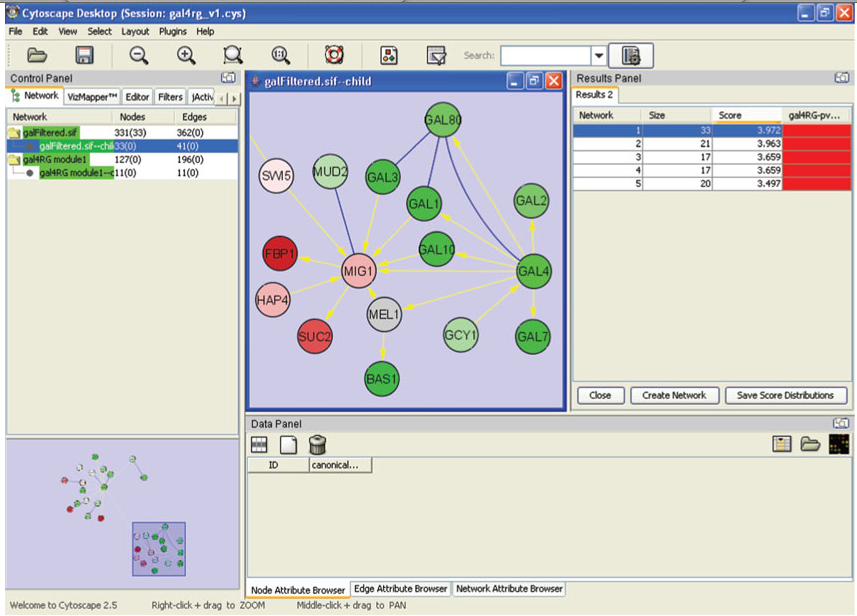 Cytoscape Desktop (Session: gal4rg_v1.cys)
File Edit View Select Layout Plugins Help
Search:
Control Panel
Network VizMapper™ Editor Filters jActiv
Network Nodes Edges
galFiltered.sif 331(33) 362(0)
galFiltered.sif--chil 33(0) 41(0)
gal4RG module1 127(0) 196(0)
gal4RG module1--c 11(0) 11(0)
galFiltered.sif--child
GAL80
SWI5
MUD2
GAL3
GAL1
GAL2
FBP1
GAL10
MIG1
GAL4
HAP4
MEL1
SUC2
GCY1
GAL7
BAS1
Results Panel
Results 2
Network Size Score gal4RG-pv...
1 33 3.972
2 21 3.963
3 17 3.659
4 17 3.659
5 20 3.497
Close Create Network Save Score Distributions
Data Panel
ID canonical...
Node Attribute Browser Edge Attribute Browser Network Attribute Browser
Welcome to Cytoscape 2.5 Right-click + drag to ZOOM Middle-click + drag to PAN